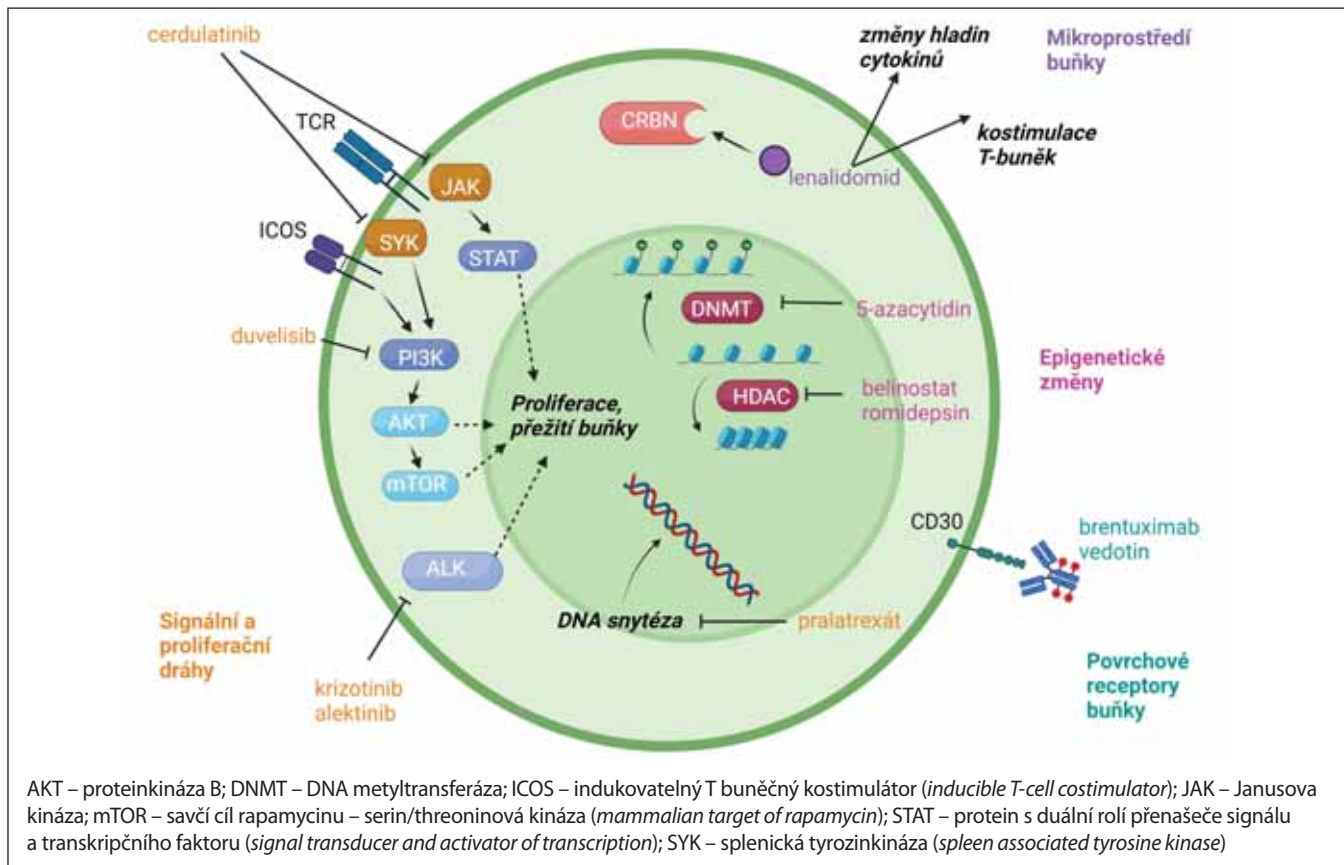 cerdulatinib
změny hladin
cytokinů
Mikroprostředí
buňky
TCR
CRBN
kostimulace
T-buněk
JAK
lenalidomid
ICOS
SYK
STAT
DNMT
5-azacytidin
duvelisib
PI3K
Epigenetické
změny
HDAC
belinostat
romidepsin
Proliferace,
přežití buňky
AKT
mTOR
CD30
brentuximab
vedotin
ALK
DNA snytéza
pralatrexát
Signální a
proliferační
dráhy
krizotinib
alektinib
Povrchové
receptory
buňky
AKT – proteinkináza B; DNMT – DNA metyltransferáza; ICOS – indukovatelný T buněčný kostimulátor (inducible T-cell costimulator); JAK – Janusova
kináza; mTOR – savčí cíl rapamycinu – serin/threoninová kináza (mammalian target of rapamycin); STAT – protein s duální rolí přenašeče signálu
a transkripčního faktoru (signal transducer and activator of transcription); SYK – splenická tyrozinkináza (spleen associated tyrosine kinase)